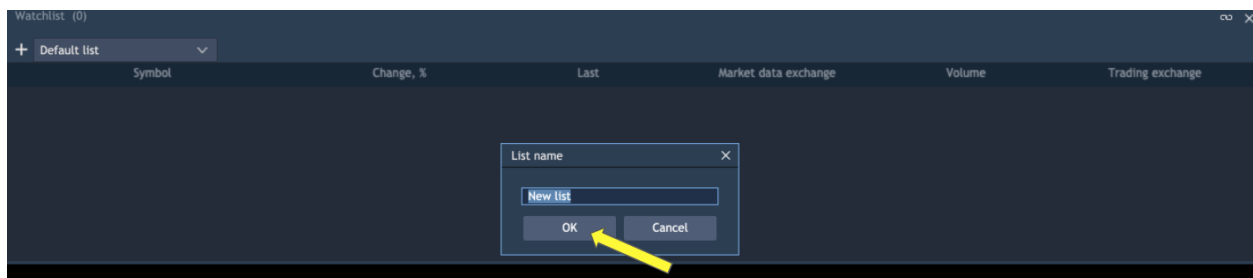 Watchlist (0)
+ Default list
Symbol Change, % Last Market data exchange Volume Trading exchange
List name
New list
OK Cancel